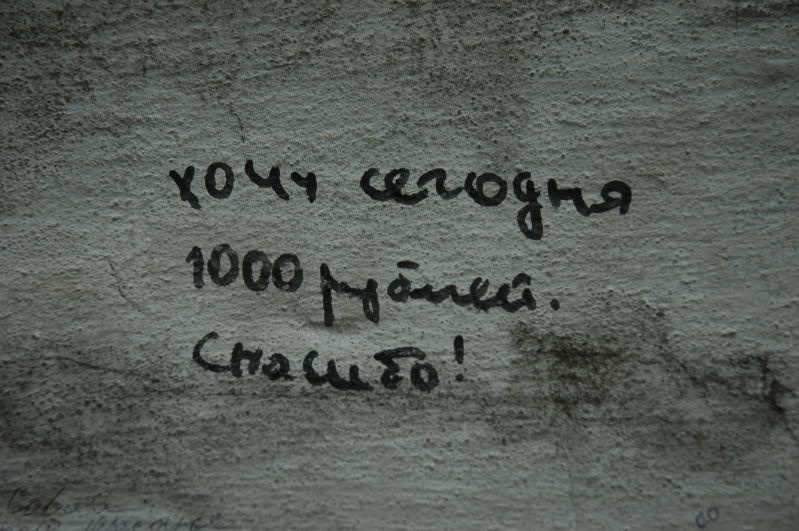 хочу сегодня
1000 рублей.
Спасибо!